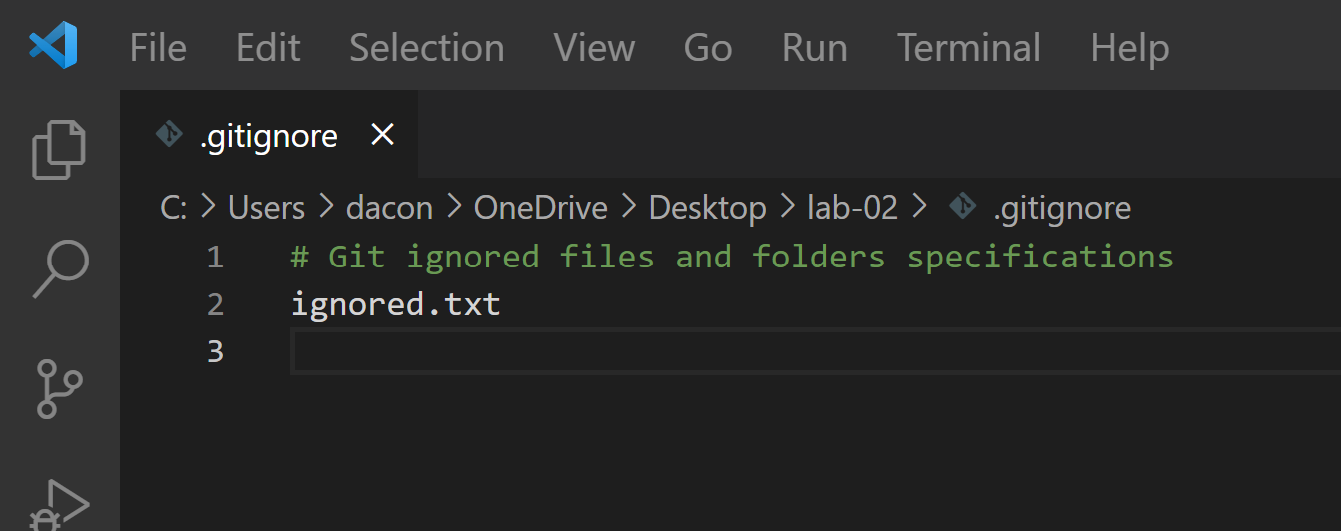 File Edit Selection View Go Run Terminal Help
.gitignore
C: > Users > dacon > OneDrive > Desktop > lab-02 > .gitignore
1 # Git ignored files and folders specifications
2 ignored.txt
3